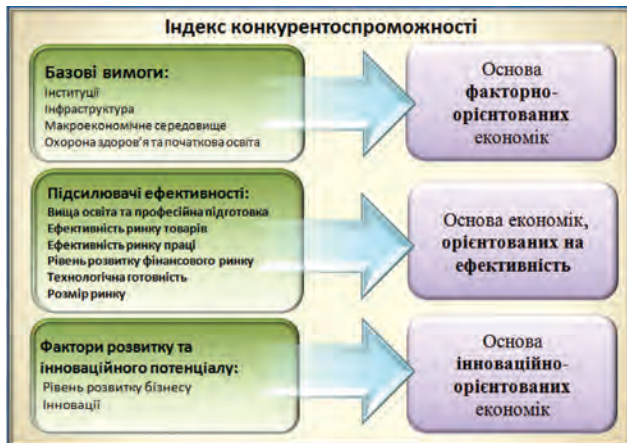 Індекс конкурентоспроможності
Базові вимоги:
Інституції
Інфраструктура
Макроекономічне середовище
Охорона здоров'я та початкова освіта
Основа
факторно-
орієнтованих
економік
Підсилювачі ефективності:
Вища освіта та професійна підготовка
Ефективність ринку товарів
Ефективність ринку праці
Рівень розвитку фінансового ринку
Технологічна готовність
Розмір ринку
Основа економік,
орієнтованих на
ефективність
Фактори розвитку та
інноваційного потенціалу:
Рівень розвитку бізнесу
Інновації
Основа
інноваційно-
орієнтованих
економік